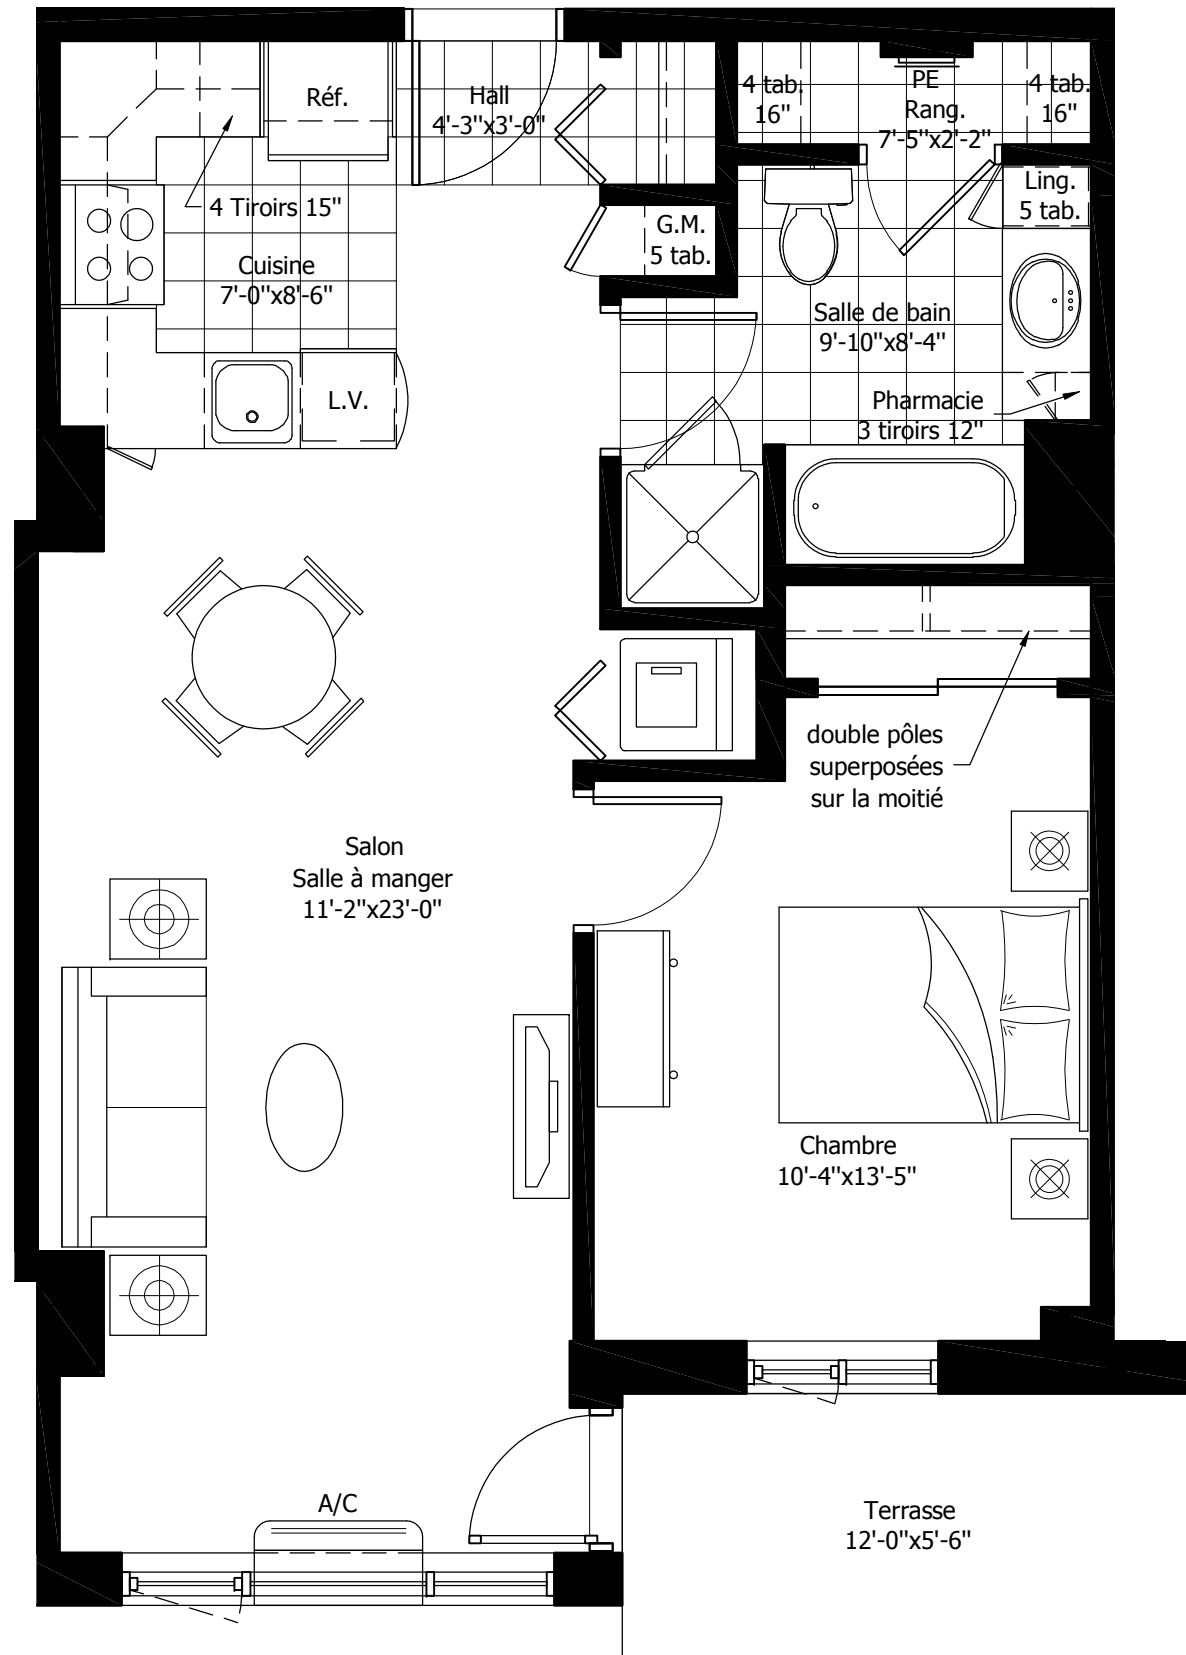 Réf.
Hall
4'-3"x3'-0"
4 tab.
16"
PE
Rang.
7'-5"x2'-2"
4 tab.
16"
4 Tiroirs 15"
G.M.
5 tab.
Ling.
5 tab.
Cuisine
7'-0"x8'-6"
Salle de bain
9'-10"x8'-4"
L.V.
Pharmacie
3 tiroirs 12"
double pôles
superposées
sur la moitié
Salon
Salle à manger
11'-2"x23'-0"
Chambre
10'-4"x13'-5"
A/C
Terrasse
12'-0"x5'-6"